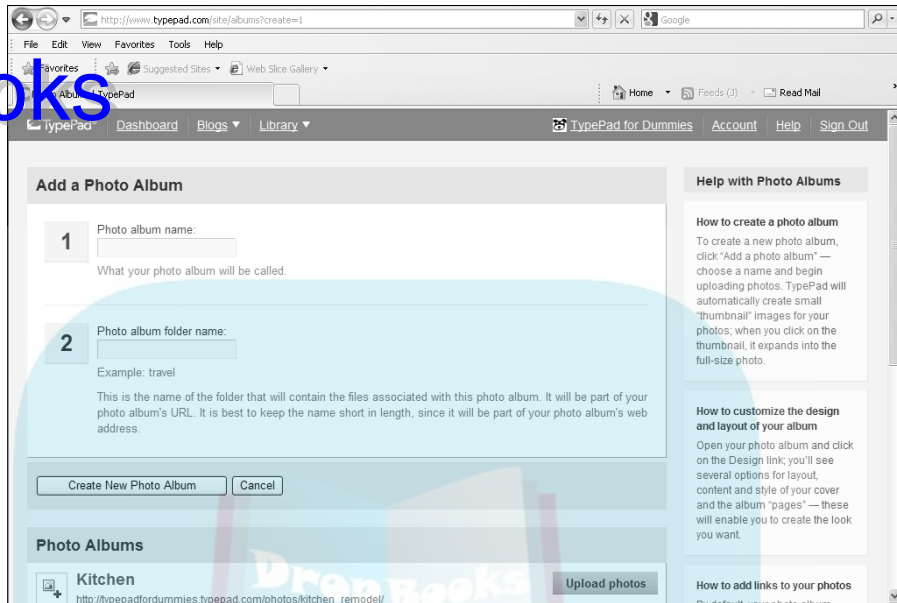 http://www.typepad.com/site/albums?create=1
Google
File Edit View Favorites Tools Help
Favorites Suggested Sites Web Slice Gallery
oks
Photo Albums TypePad
Home Feeds (J) Read Mail
TypePad Dashboard Blogs Library TypePad for Dummies Account Help Sign Out
Add a Photo Album
1
Photo album name:
What your photo album will be called.
2
Photo album folder name:
Example: travel
This is the name of the folder that will contain the files associated with this photo album. It will be part of your
photo album's URL. It is best to keep the name short in length, since it will be part of your photo album's web
address.
Create New Photo Album Cancel
Photo Albums
Kitchen
http://typepadfordummies.typepad.com/photos/kitchen_remodel/
Upload photos
DropBooks
Help with Photo Albums
How to create a photo album
To create a new photo album,
click “Add a photo album” —
choose a name and begin
uploading photos. TypePad will
automatically create small
“thumbnail” images for your
photos; when you click on the
thumbnail, it expands into the
full-size photo.
How to customize the design
and layout of your album
Open your photo album and click
on the Design link; you'll see
several options for layout,
content and style of your cover
and the album “pages” — these
will enable you to create the look
you want.
How to add links to your photos
By default, your photo album